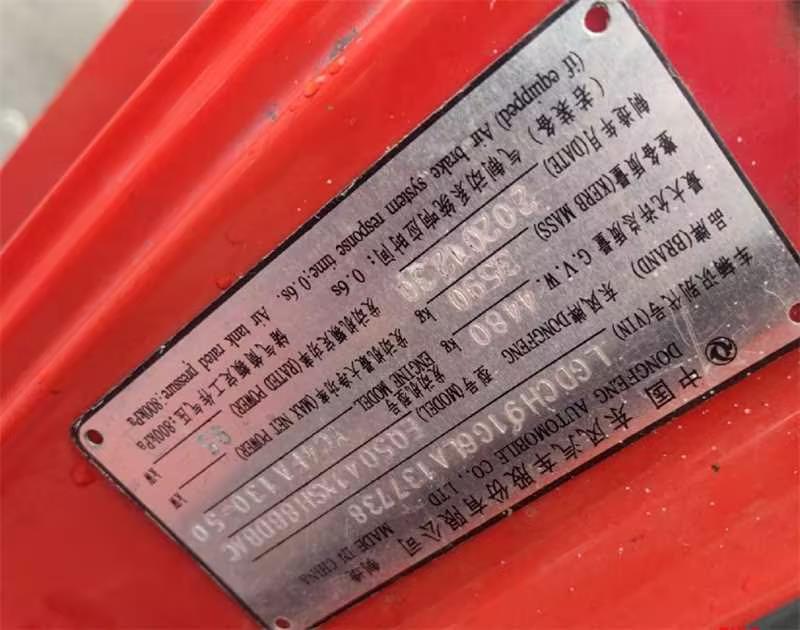 中国 东风汽车股份有限公司 制造
DONGFENG AUTOMOBILE CO., LTD MADE IN CHINA
车辆识别代号(VIN) LGDCH91G6LA137738
品牌(BRAND) 东风牌·DONGFENG 型号(MODEL) EQ5041XSH8BDBAC
最大允许总质量 G.V.W. 4480 kg 发动机型号 ENGINE MODEL YC4FA130-50
整备质量(KERB MASS) 3590 kg 发动机最大净功率(MAX NET POWER) kW
制造年月(DATE) 20201230 发动机额定功率(RATED POWER) kW
(若装备) 气制动系统响应时间：0.6s 储气筒额定工作气压:800kPa
(if equipped) Air brake system response time:0.6s. Air tank rated pressure:800kPa